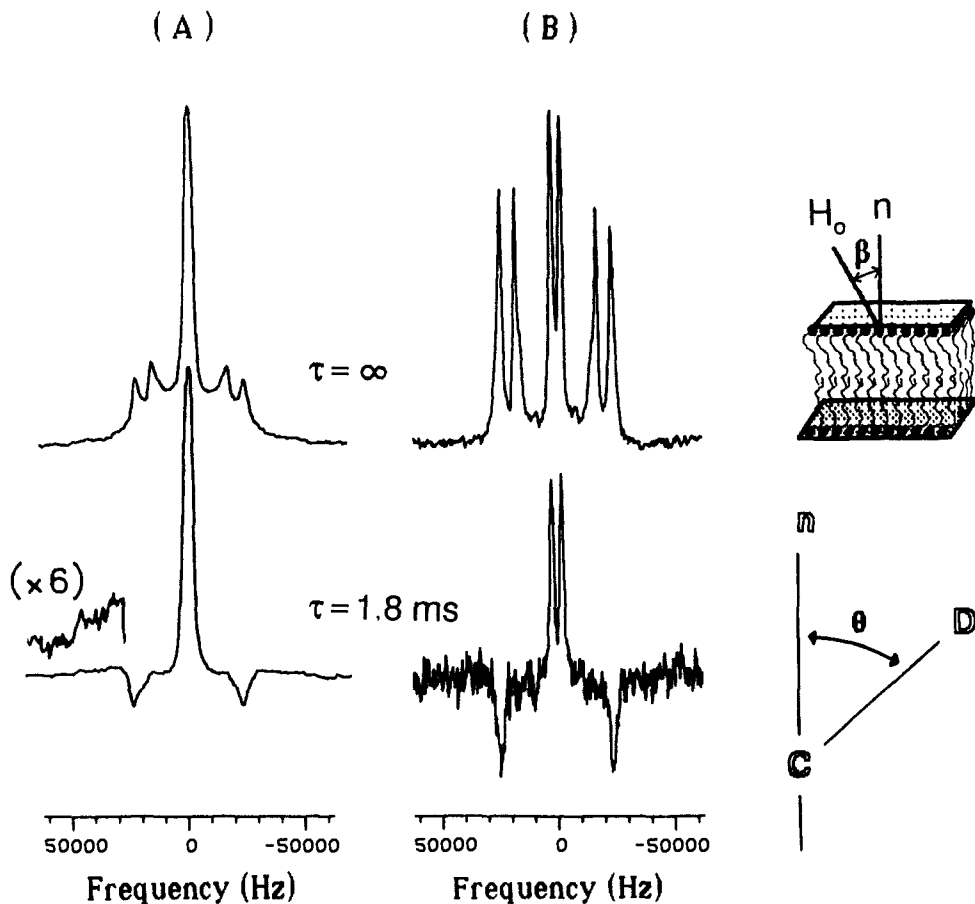 (A)
(B)
H₀ n
β
τ = ∞
(×6)
τ = 1.8 ms
n
θ
D
C
50000 0 -50000
50000 0 -50000
Frequency (Hz)
Frequency (Hz)